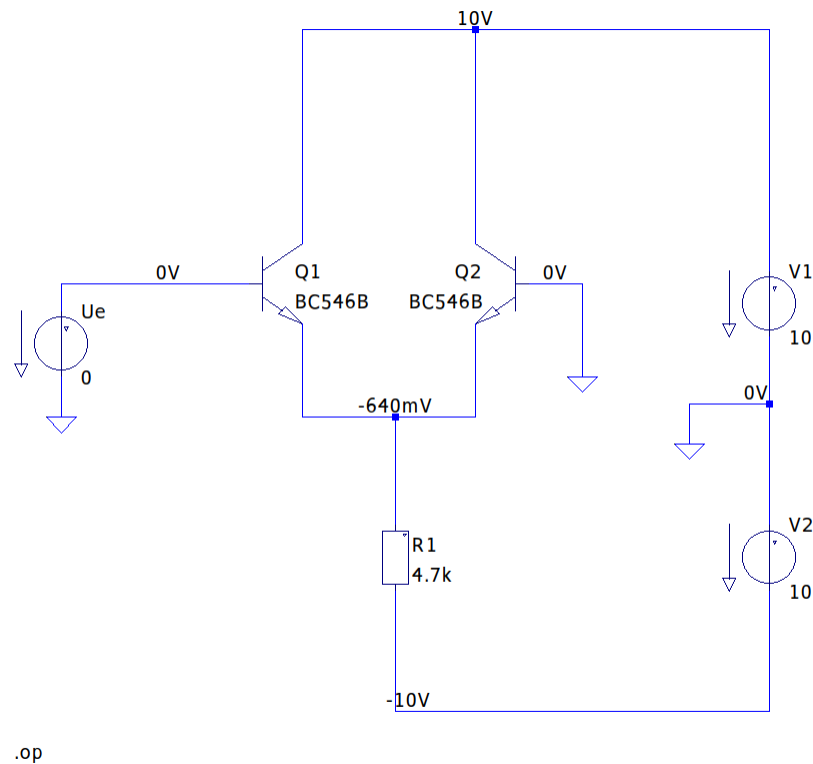 10V
0V
Q1
Q2
0V
V1
BC546B
BC546B
Ue
10
0
0V
-640mV
V2
R1
4.7k
10
-10V
.op